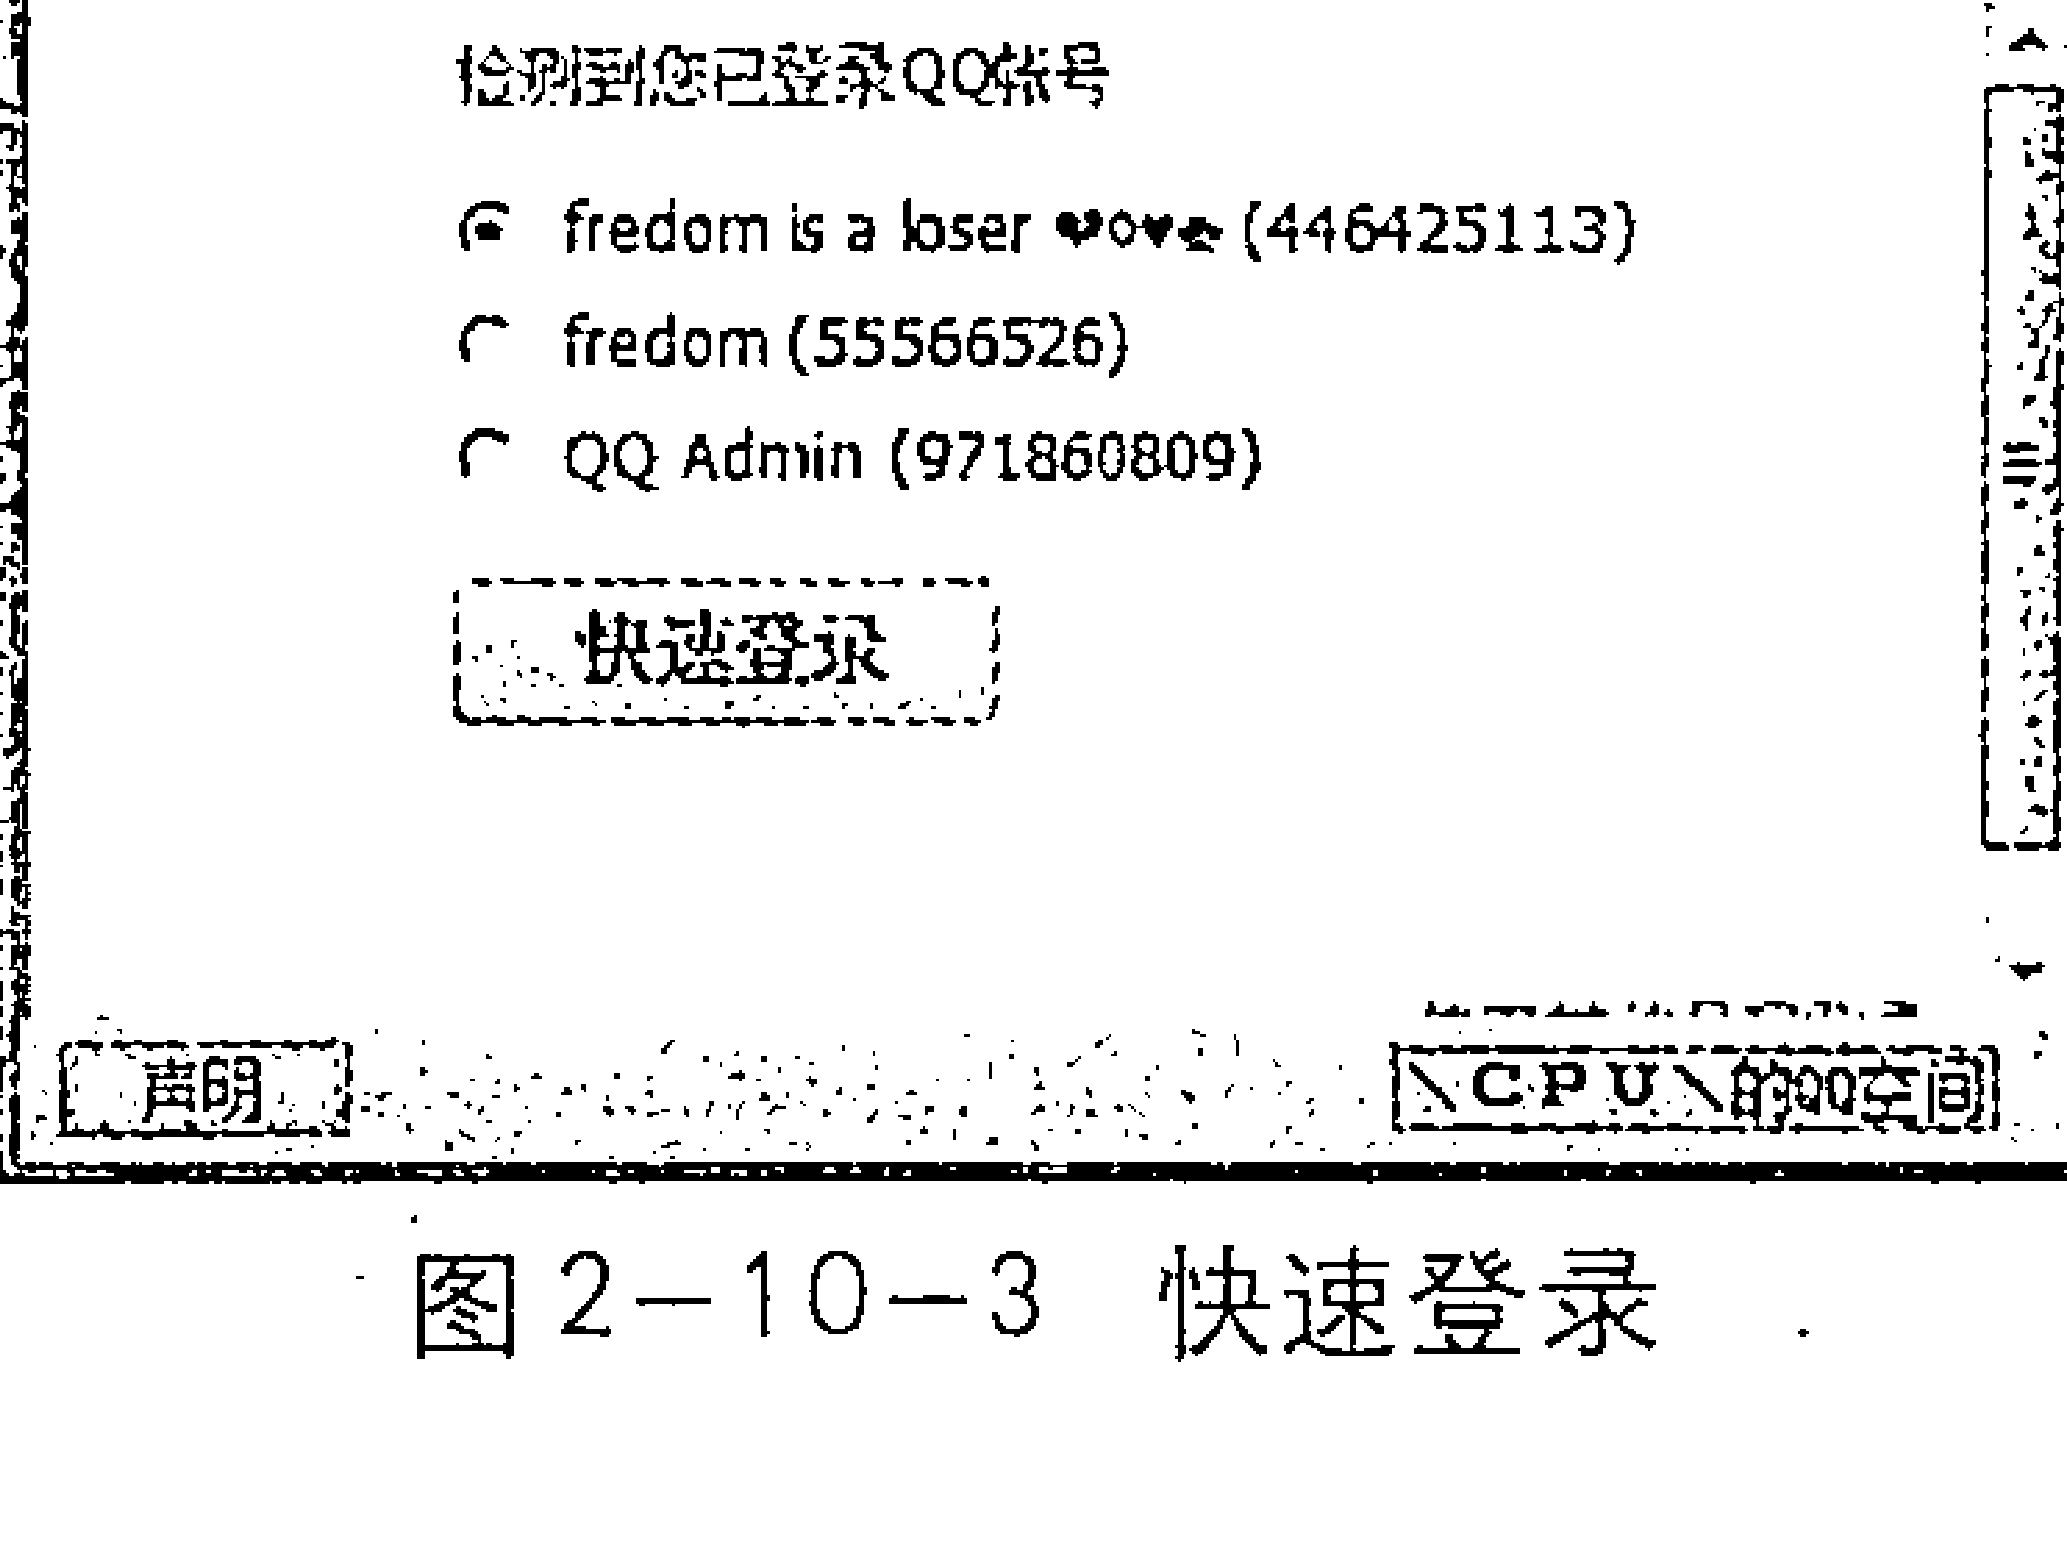 检测到您已登录QQ帐号
fredom is a loser ❤♢♥♣ (446425113)
fredom (55566526)
QQ Admin (971860809)
快速登录
声明
\CPU\的QQ空间
图2-10-3 快速登录